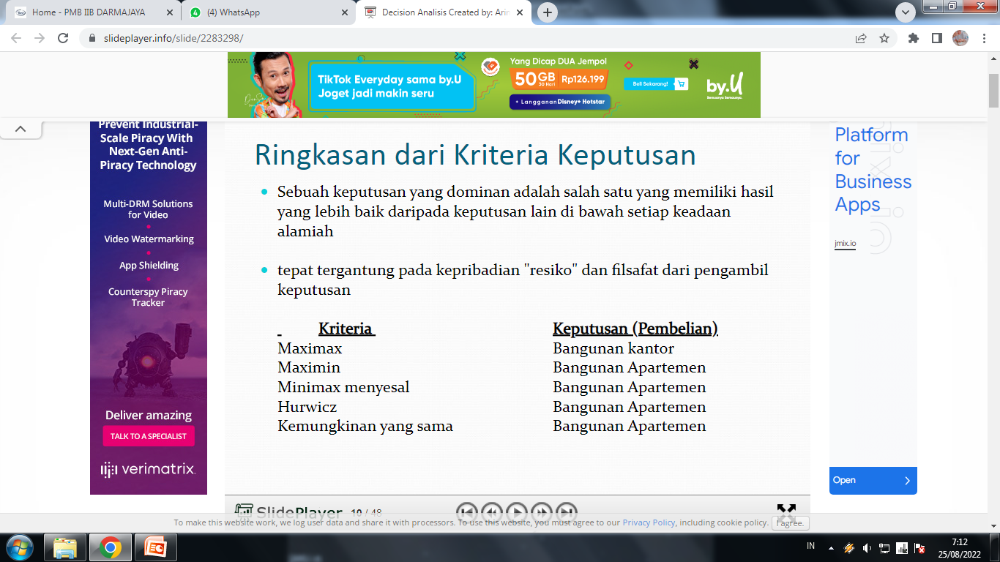 Home - PMB IIB DARMAJAYA
(4) WhatsApp
Decision Analisis Created by: Arin
slideplayer.info/slide/2283298/
TikTok Everyday sama by.U
Joget jadi makin seru
Yang Dicap DUA Jempol
50GB
30 Hari
Rp126.199
• Langganan Disney+ Hotstar
Beli Sekarang!
by.U
Semuanya Semaunya.
Prevent Industrial-
Scale Piracy With
Next-Gen Anti-
Piracy Technology
Multi-DRM Solutions
for Video
Video Watermarking
App Shielding
Counterspy Piracy
Tracker
Deliver amazing
TALK TO A SPECIALIST
verimatrix
Ringkasan dari Kriteria Keputusan
• Sebuah keputusan yang dominan adalah salah satu yang memiliki hasil
yang lebih baik daripada keputusan lain di bawah setiap keadaan
alamiah
• tepat tergantung pada kepribadian "resiko" dan filsafat dari pengambil
keputusan
Kriteria Keputusan (Pembelian)
Maximax Bangunan kantor
Maximin Bangunan Apartemen
Minimax menyesal Bangunan Apartemen
Hurwicz Bangunan Apartemen
Kemungkinan yang sama Bangunan Apartemen
Platform
for
Business
Apps
jmix.io
Open
SlidePlayer 10 / 48
To make this website work, we log user data and share it with processors. To use this website, you must agree to our Privacy Policy, including cookie policy.
I agree.
IN
7:12
25/08/2022